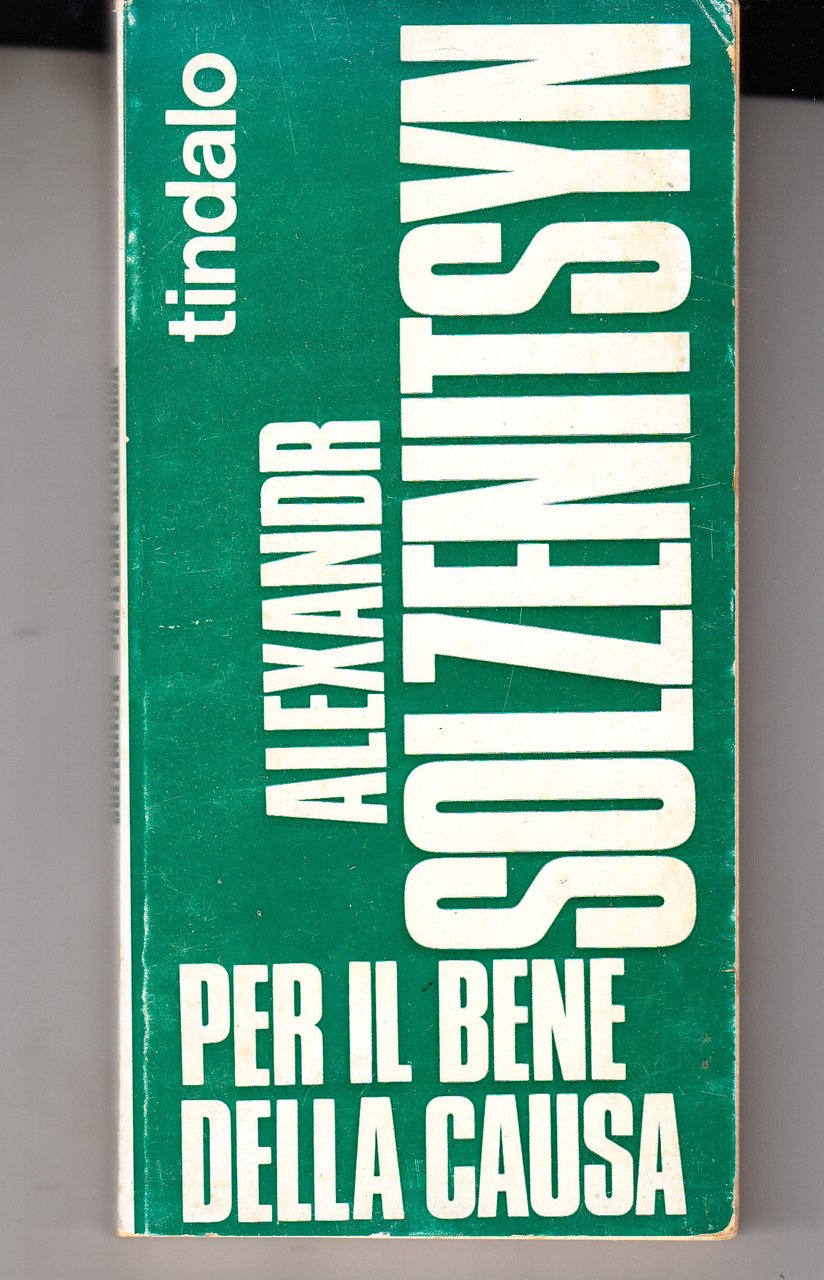 tindalo
ALEXANDR
SOLZENITSYN
PER IL BENE
DELLA CAUSA